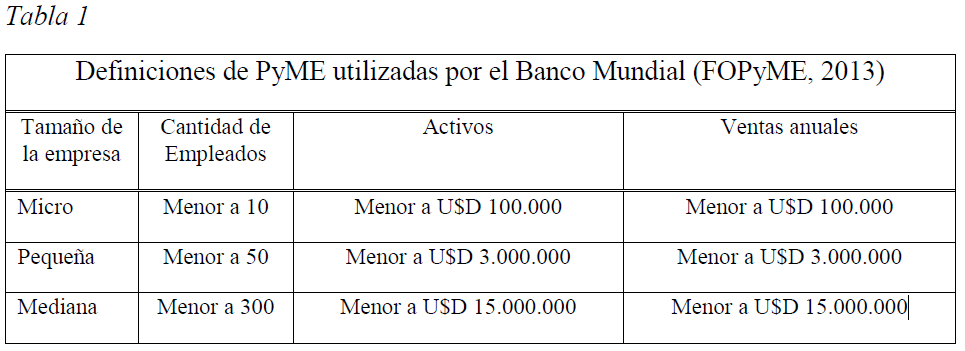 Tabla 1
Definiciones de PyME utilizadas por el Banco Mundial (FOPyME, 2013)
Tamaño de la empresa	Cantidad de Empleados	Activos	Ventas anuales
Micro	Menor a 10	Menor a U$D 100.000	Menor a U$D 100.000
Pequeña	Menor a 50	Menor a U$D 3.000.000	Menor a U$D 3.000.000
Mediana	Menor a 300	Menor a U$D 15.000.000	Menor a U$D 15.000.000